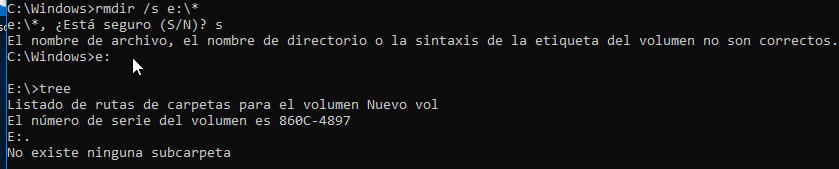 C:\Windows>rmdir /s e:\*
e:\*, ¿Está seguro (S/N)? s
El nombre de archivo, el nombre de directorio o la sintaxis de la etiqueta del volumen no son correctos.
C:\Windows>e:
E:\>tree
Listado de rutas de carpetas para el volumen Nuevo vol
El número de serie del volumen es 860C-4897
E:.
No existe ninguna subcarpeta